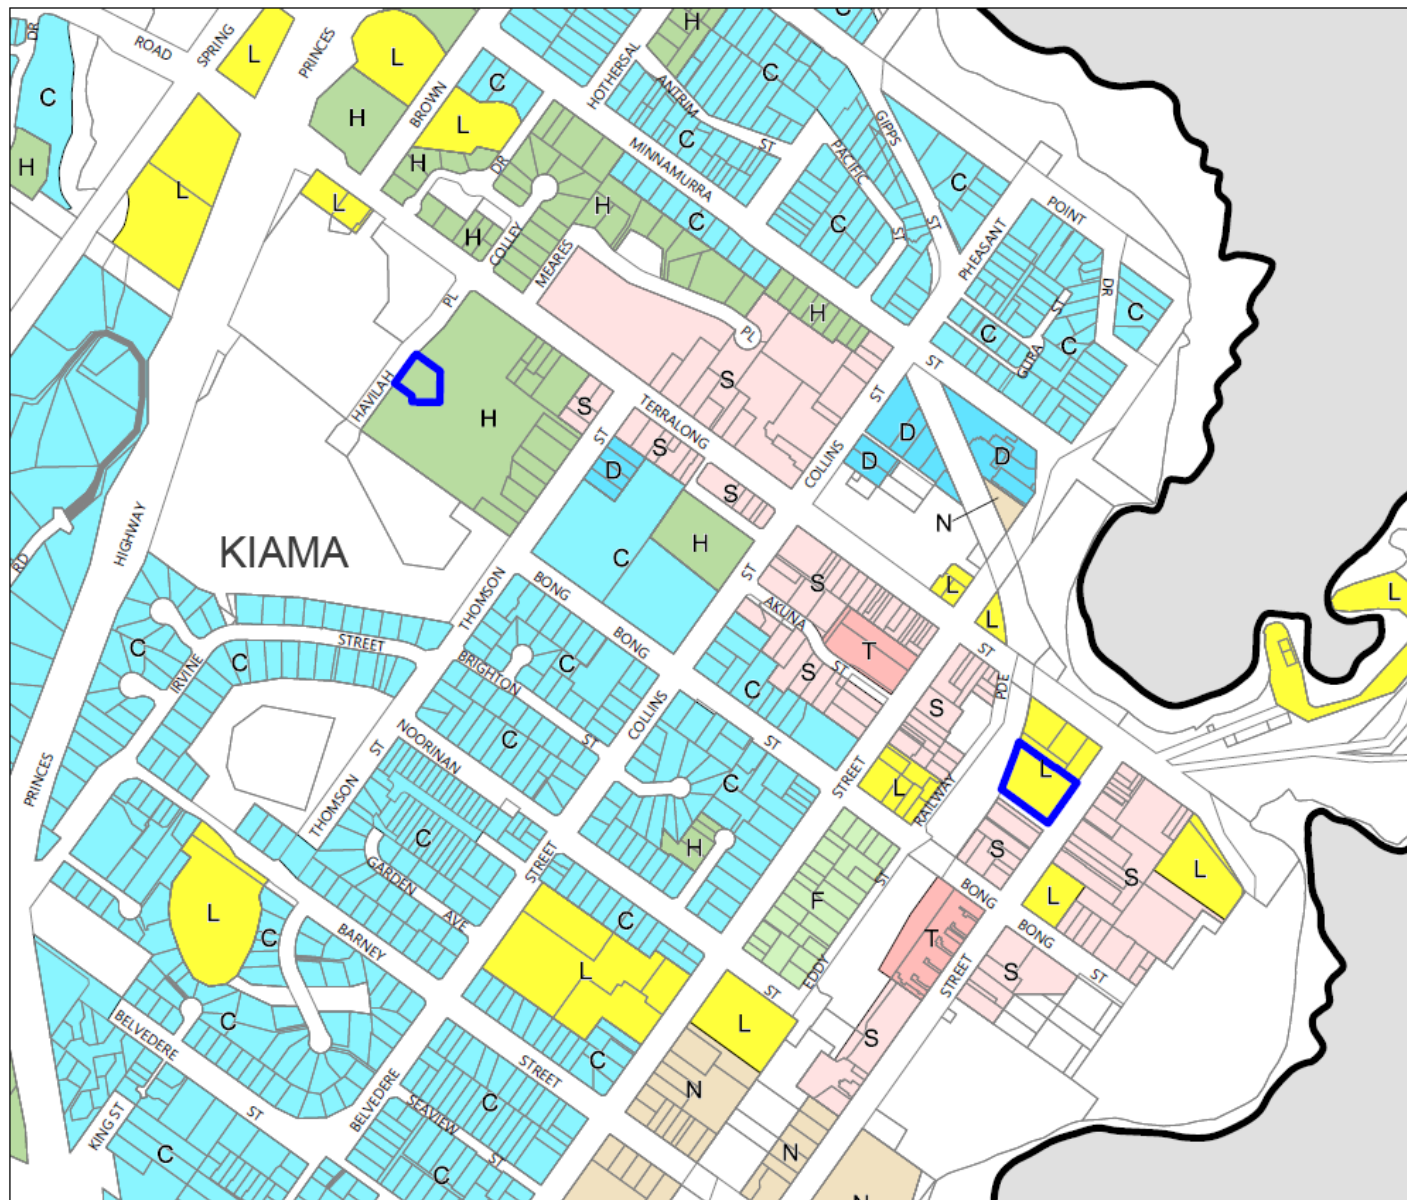 DR
ROAD
SPRING
L
PRINCES
L
BROWN
C
HOTHERSAL
H
C
ANTRIM
C
ST
C
H
H
L
H
DR
MINNAMURRA
GIPPS
PACIFIC
C
ST
C
C
ST
H
L
L
H
COLLEY
MEARES
H
C
PHEASANT
POINT
DR
ST
C
C
GURA
C
PL
PL
H
ST
HAVILAH
H
S
S
TERRALONG
ST
COLLINS
D
D
D
ST
D
S
S
N
H
C
KIAMA
HIGHWAY
RD
THOMSON
BONG
BONG
ST
S
AKUNA
ST
T
S
L
L
ST
L
C
IRVINE
C
STREET
BRIGHTON
C
ST
COLLINS
C
ST
S
PDE
PRINCES
NOORINAN
C
ST
THOMSON
C
STREET
L
RAILWAY
L
C
GARDEN
AVE
STREET
H
F
ST
EDDY
S
BONG
BONG
ST
L
S
L
L
C
BARNEY
C
L
T
STREET
S
ST
L
S
C
BELVEDERE
ST
KING ST
BELVEDERE
STREET
C
C
SEAVIEW
ST
N
N
C
C
N